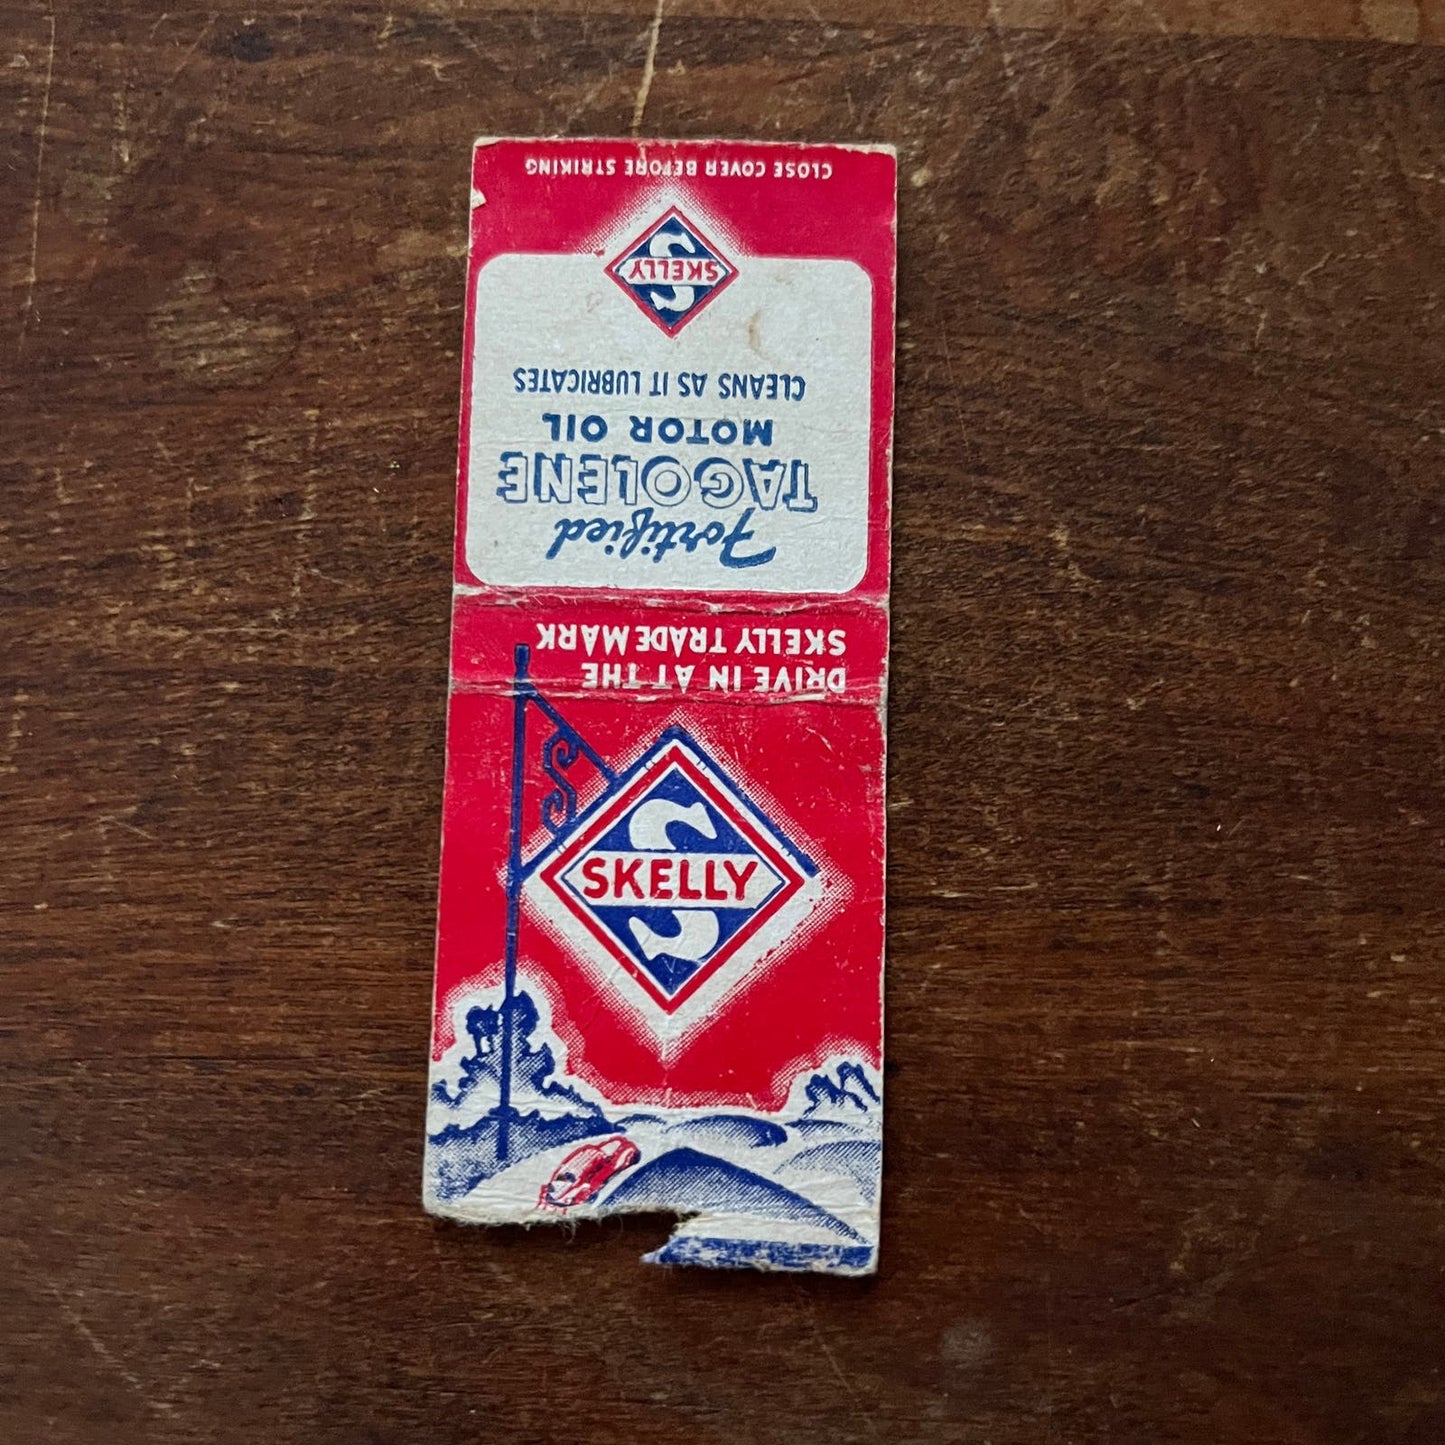 SKELLY
DRIVE IN AT THE
SKELLY TRADE MARK
Fortified
TAGOLENE
MOTOR OIL
CLEANS AS IT LUBRICATES
S
SKELLY
CLOSE COVER BEFORE STRIKING